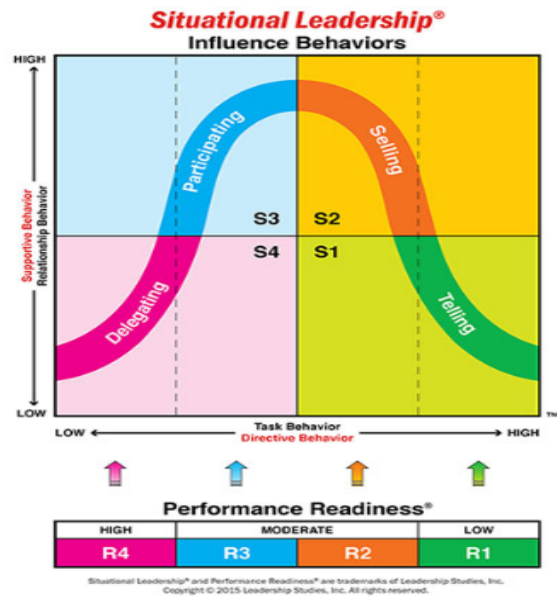 Situational Leadership®
Influence Behaviors
HIGH
Supportive Behavior
Relationship Behavior
LOW
Participating
Selling
S3
S2
S4
S1
Delegating
Telling
™
LOW
Task Behavior
Directive Behavior
HIGH
Performance Readiness®
HIGH
MODERATE
LOW
R4
R3
R2
R1
Situational Leadership® and Performance Readiness® are trademarks of Leadership Studies, Inc.
Copyright © 2015 Leadership Studies, Inc. All rights reserved.